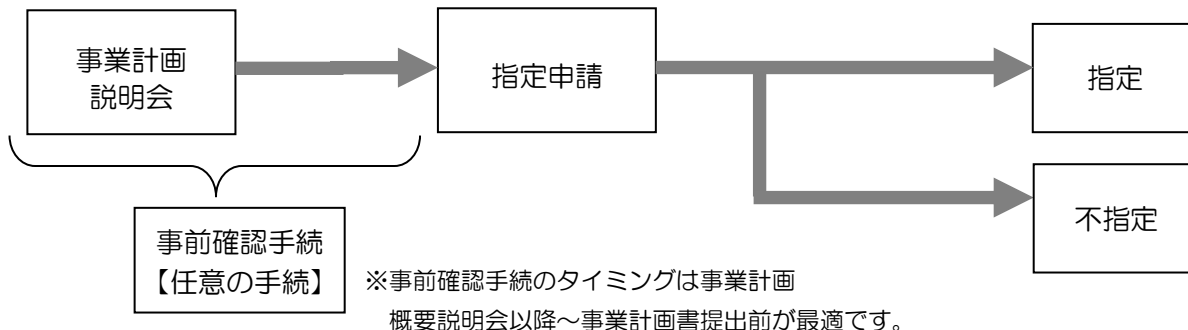 事業計画
説明会
指定申請
指定
不指定
事前確認手続
【任意の手続】
※事前確認手続のタイミングは事業計画
概要説明会以降～事業計画書提出前が最適です。